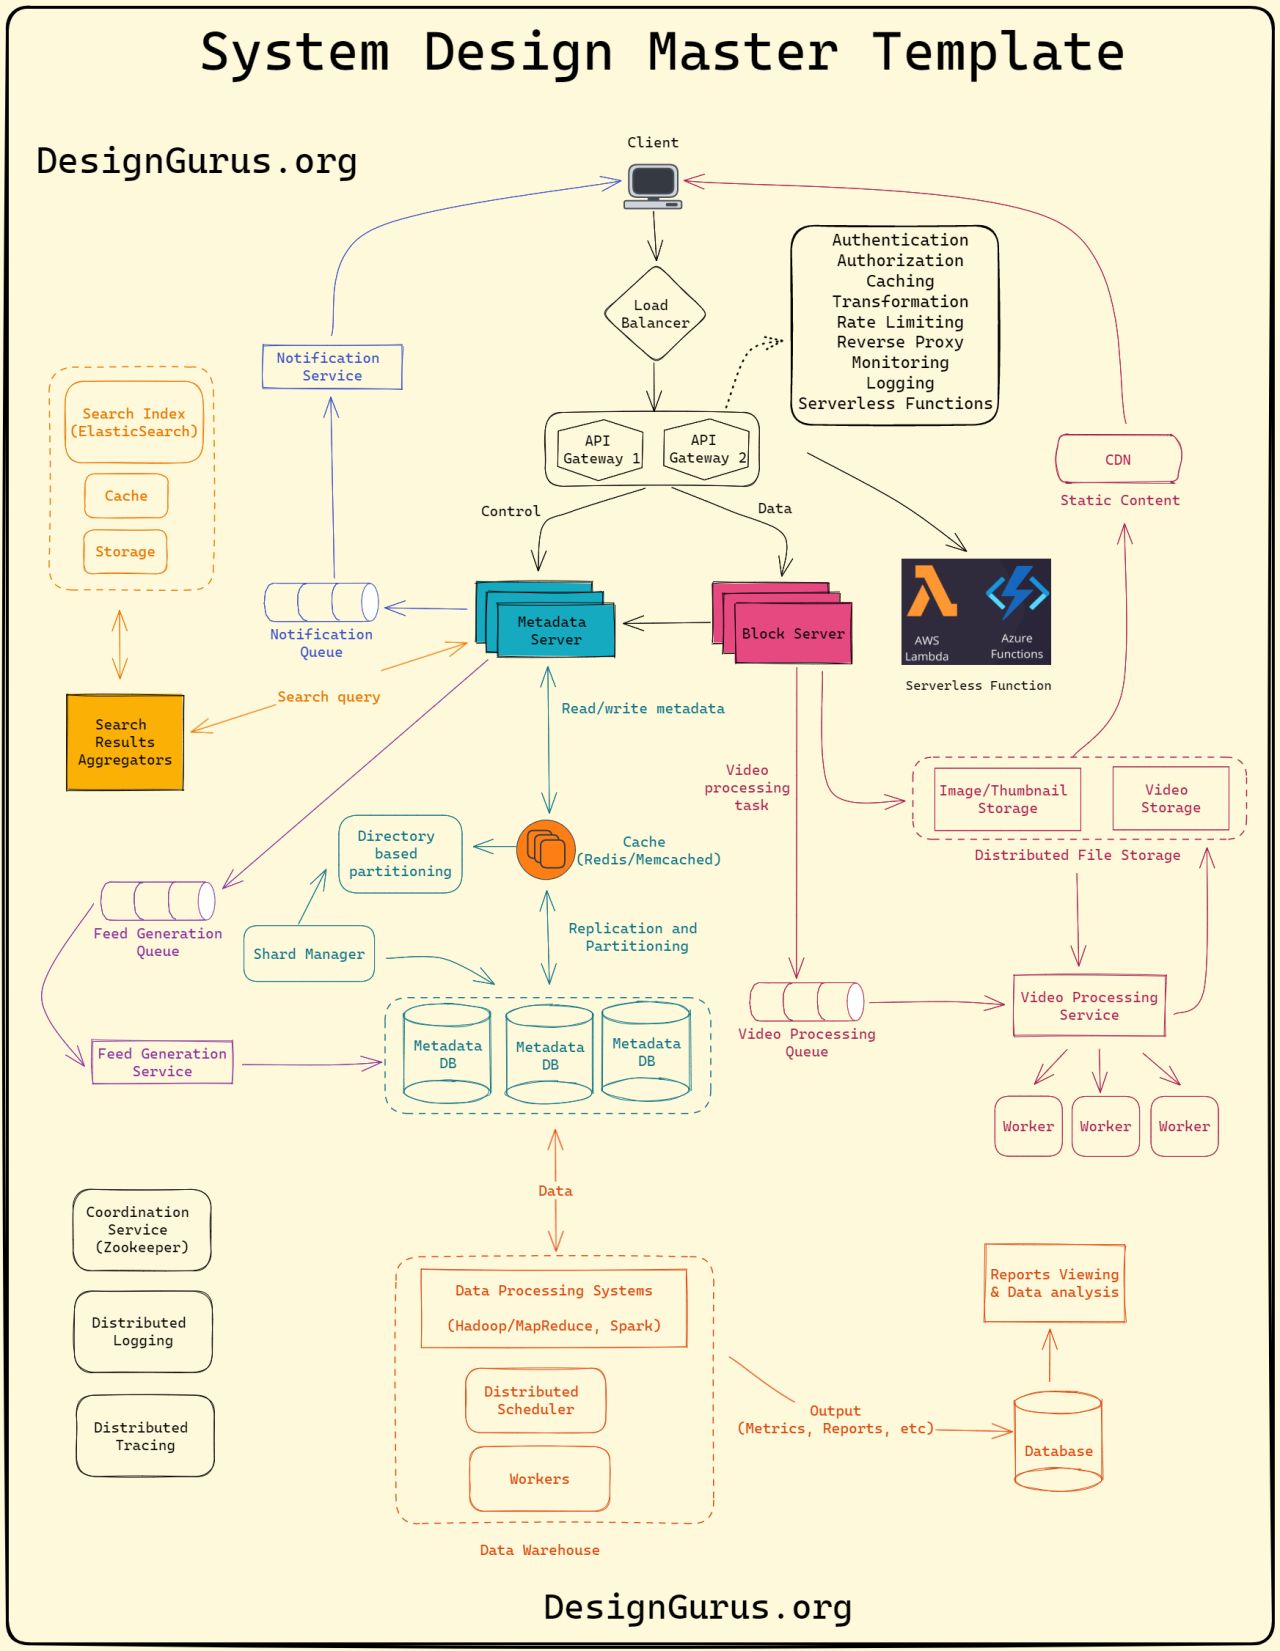 System Design Master Template
DesignGurus.org
Client
Load
Balancer
Authentication
Authorization
Caching
Transformation
Rate Limiting
Reverse Proxy
Monitoring
Logging
Serverless Functions
Notification
Service
Search Index
(ElasticSearch)
Cache
Storage
API
Gateway 1
API
Gateway 2
CDN
Static Content
Control
Data
Notification
Queue
Metadata
Server
Block Server
AWS
Lambda
Azure
Functions
Serverless Function
Search query
Search
Results
Aggregators
Read/write metadata
Video
processing
task
Image/Thumbnail
Storage
Video
Storage
Distributed File Storage
Directory
based
partitioning
Cache
(Redis/Memcached)
Feed Generation
Queue
Shard Manager
Replication and
Partitioning
Video Processing
Queue
Video Processing
Service
Feed Generation
Service
Metadata
DB
Metadata
DB
Metadata
DB
Worker
Worker
Worker
Data
Coordination
Service
(Zookeeper)
Distributed
Logging
Distributed
Tracing
Data Processing Systems
(Hadoop/MapReduce, Spark)
Distributed
Scheduler
Workers
Data Warehouse
Output
(Metrics, Reports, etc)
Reports Viewing
& Data analysis
Database
DesignGurus.org